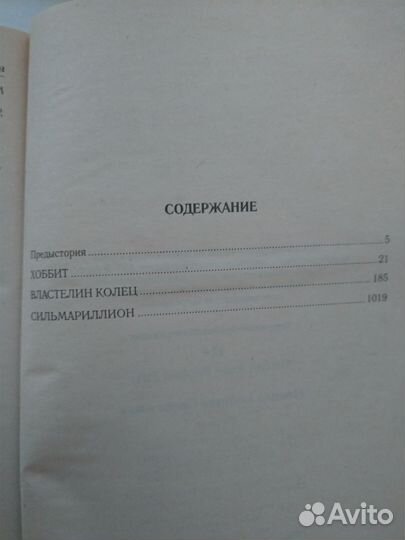 СОДЕРЖАНИЕ
Предыстория 5
ХОББИТ 21
ВЛАСТЕЛИН КОЛЕЦ 185
СИЛЬМАРИЛЛИОН 1019
Avito